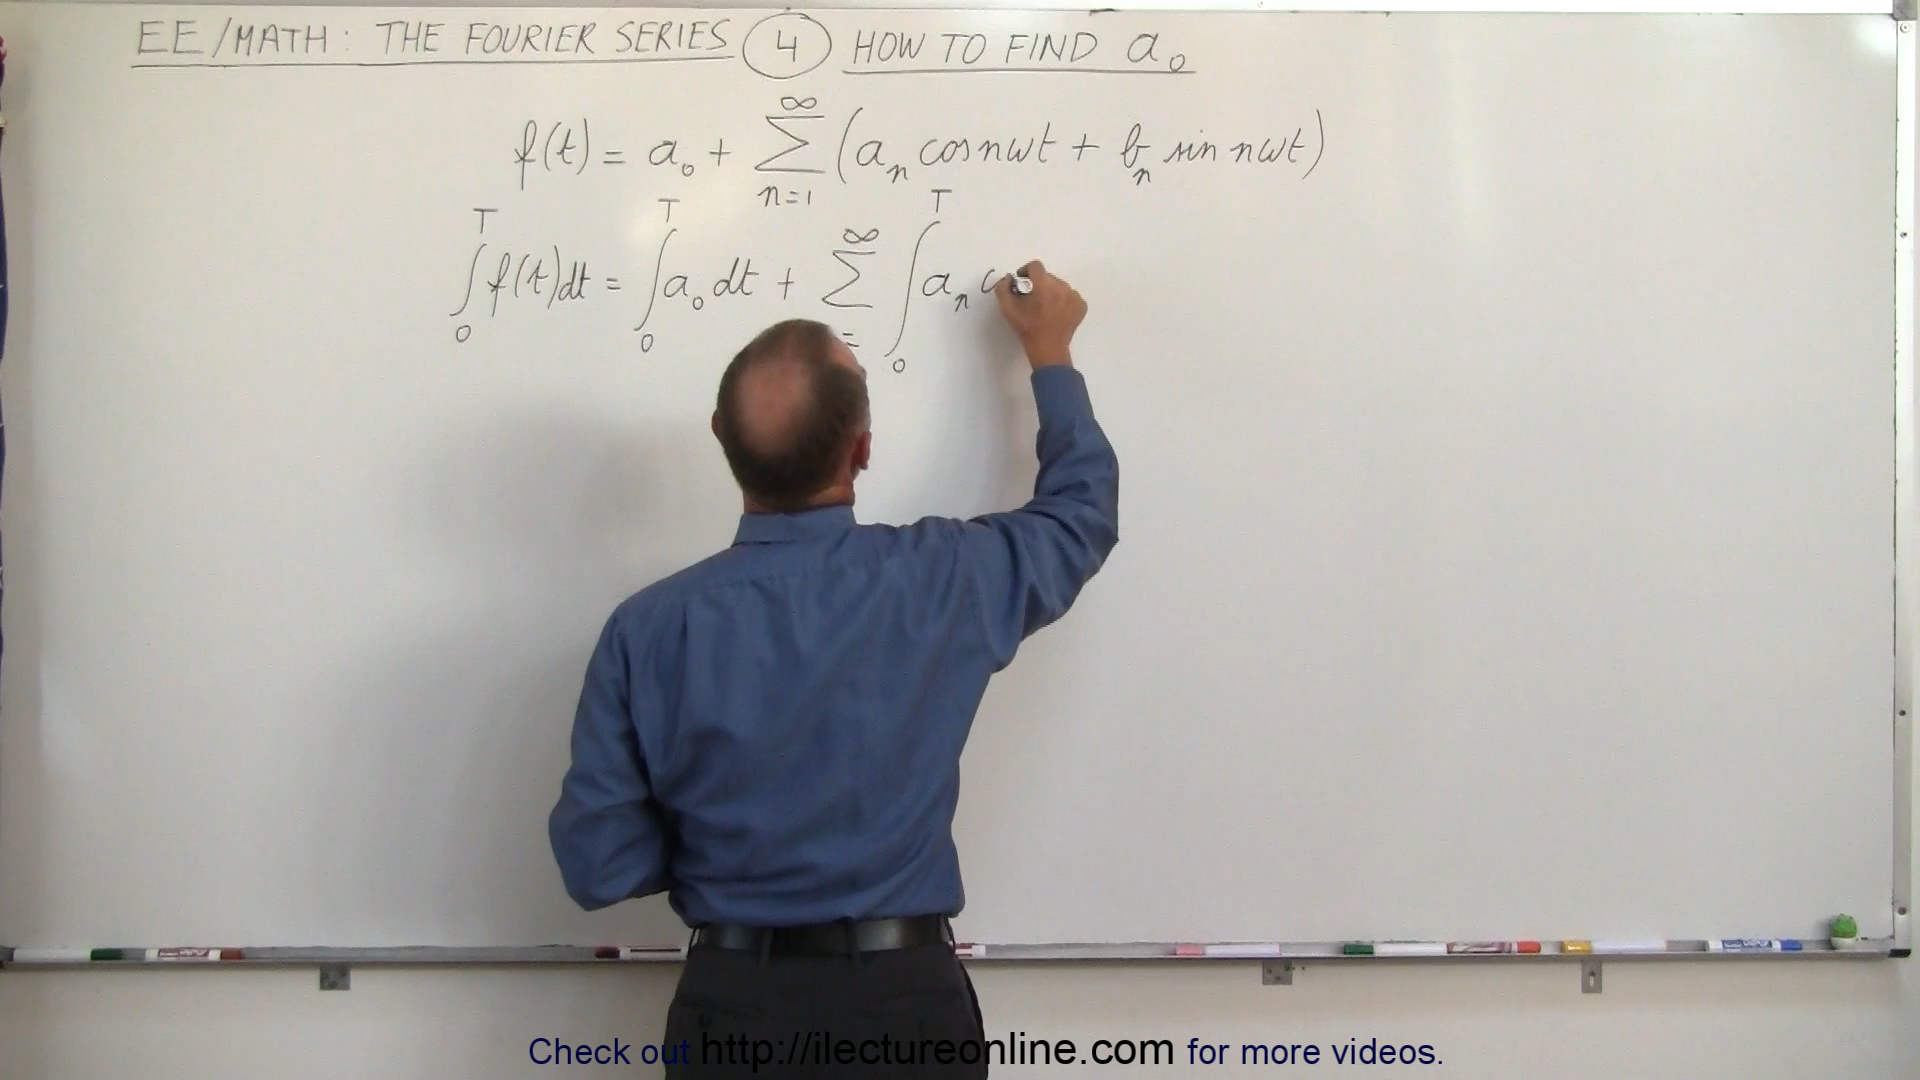 EE/MATH: THE FOURIER SERIES 4 HOW TO FIND a₀
f(t) = a₀ + ∑_{n=1}^{∞} (aₙ cos nωt + bₙ sin nωt)
∫₀ᵀ f(t)dt = ∫₀ᵀ a₀ dt + ∑_{=}^{∞} ∫₀ᵀ aₙ c
Check out http://ilectureonline.com for more videos.